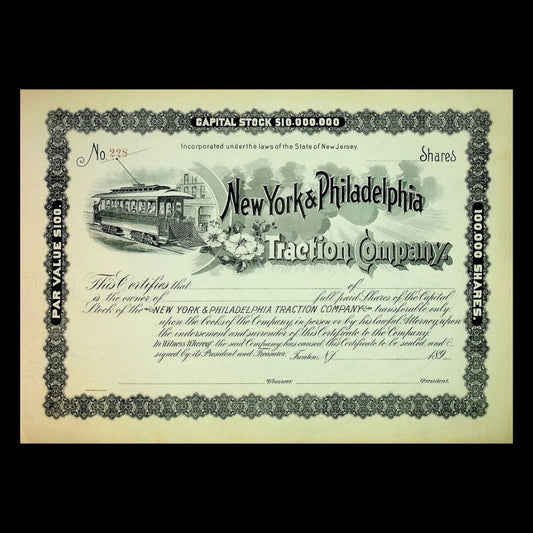 CAPITAL STOCK $10.000.000
Incorporated under the laws of the State of New Jersey.
No. 228
Shares
New York & Philadelphia
Traction Company.
PAR VALUE $100.
100.000 SHARES
This Certifies that of
is the owner of full paid Shares of the Capital
Stock of the NEW YORK & PHILADELPHIA TRACTION COMPANY transferable only
upon the books of the Company, in person or by his lawful Attorney, upon
the endorsement and surrender of this Certificate to the Company.
In Witness Whereof the said Company has caused this Certificate to be sealed, and
signed by its President and Treasurer, Trenton, N.J. 189
Treasurer President.